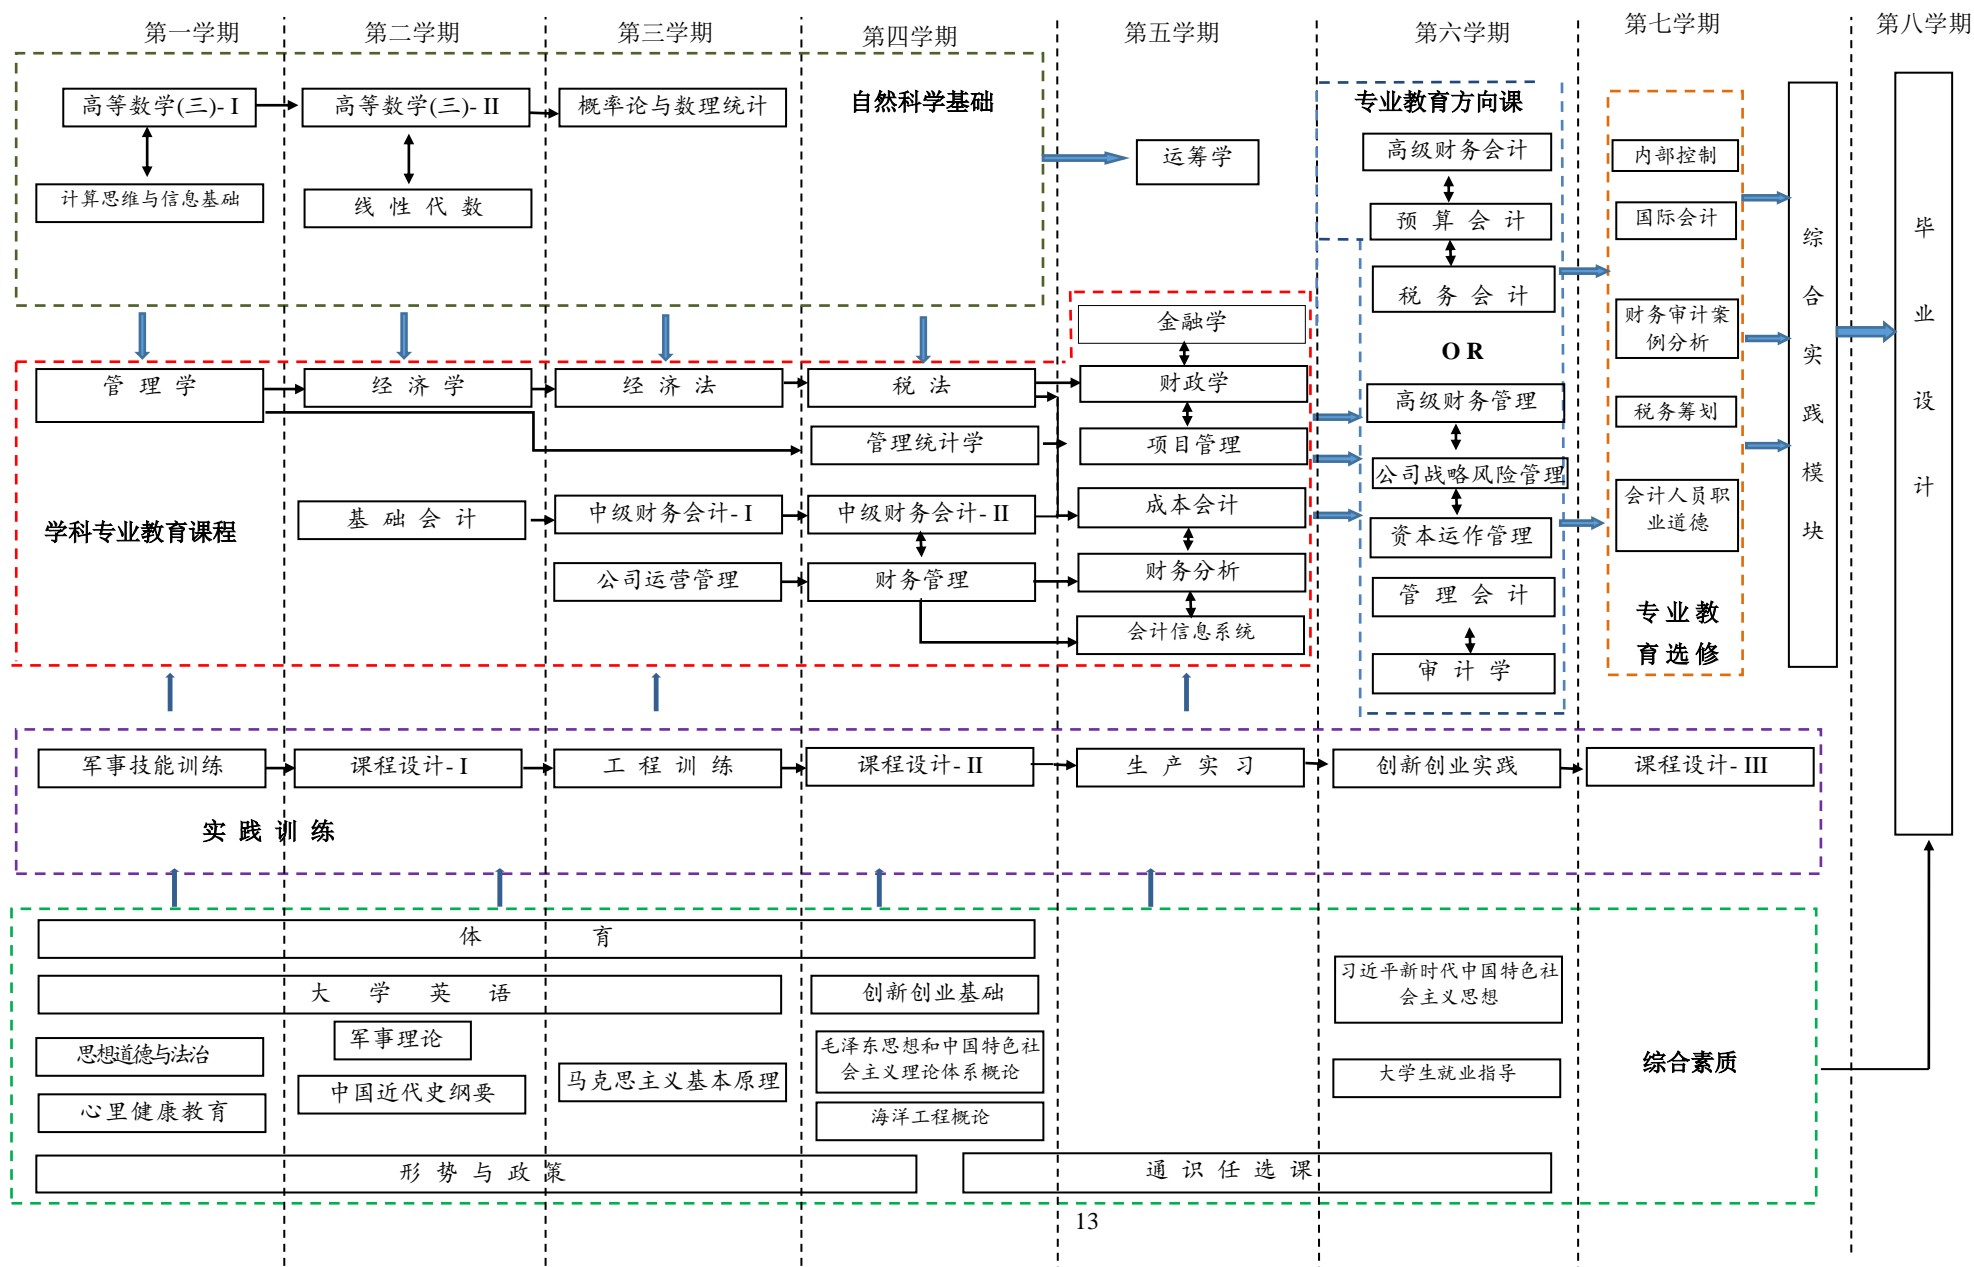 第一学期
第二学期
第三学期
第四学期
第五学期
第六学期
第七学期
第八学期
高等数学(三)- I
高等数学(三)- II
概率论与数理统计
自然科学基础
计算思维与信息基础
线 性 代 数
运筹学
专业教育方向课
高级财务会计
预 算 会 计
税 务 会 计
O R
高级财务管理
公司战略风险管理
资本运作管理
管 理 会 计
审 计 学
内部控制
国际会计
财务审计案
例分析
税务筹划
会计人员职
业道德
专 业 教
育 选 修
综
合
实
践
模
块
毕
业
设
计
管 理 学
经 济 学
经 济 法
税 法
金融学
财政学
管理统计学
项目管理
学科专业教育课程
基 础 会 计
中级财务会计- I
中级财务会计- II
成本会计
公司运营管理
财务管理
财务分析
会计信息系统
军事技能训练
课程设计- I
工 程 训 练
课程设计- II
生 产 实 习
创新创业实践
课程设计- III
实 践 训 练
体 育
大 学 英 语
创新创业基础
习近平新时代中国特色社
会主义思想
思想道德与法治
军事理论
中国近代史纲要
马克思主义基本原理
毛泽东思想和中国特色社
会主义理论体系概论
大学生就业指导
综合素质
心里健康教育
海洋工程概论
形 势 与 政 策
通 识 任 选 课
13